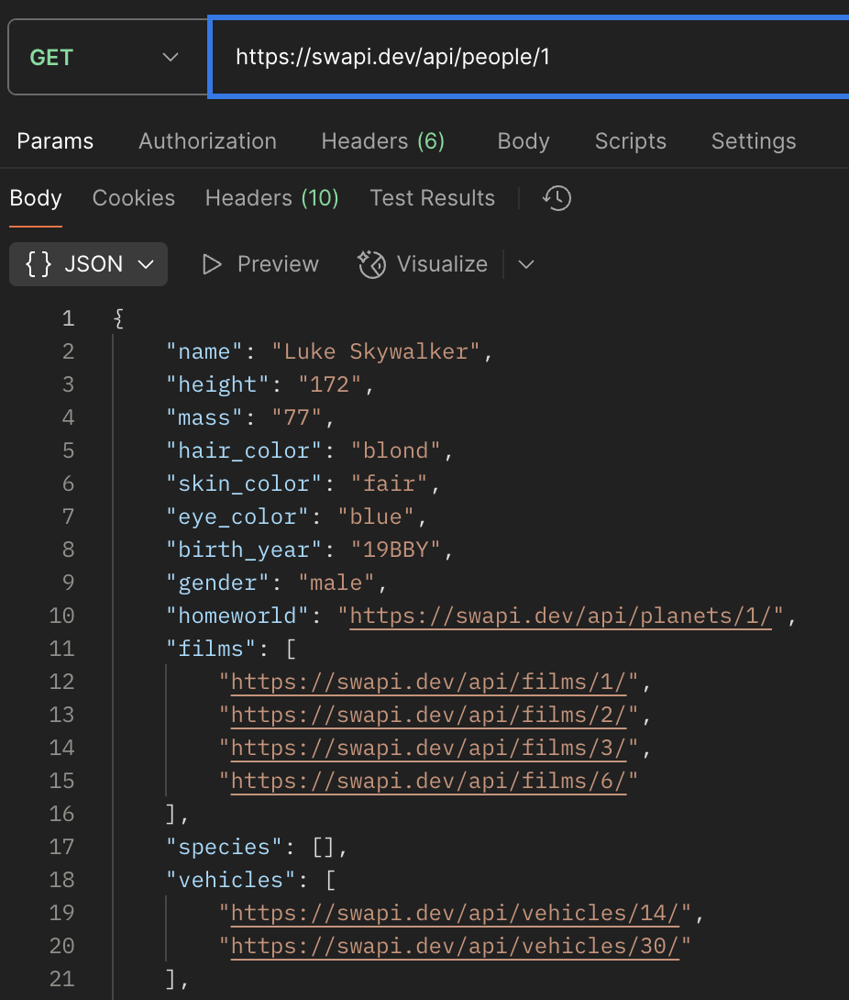 GET https://swapi.dev/api/people/1
Params Authorization Headers (6) Body Scripts Settings
Body Cookies Headers (10) Test Results
{} JSON Preview Visualize
1 {
2 "name": "Luke Skywalker",
3 "height": "172",
4 "mass": "77",
5 "hair_color": "blond",
6 "skin_color": "fair",
7 "eye_color": "blue",
8 "birth_year": "19BBY",
9 "gender": "male",
10 "homeworld": "https://swapi.dev/api/planets/1/",
11 "films": [
12 "https://swapi.dev/api/films/1/",
13 "https://swapi.dev/api/films/2/",
14 "https://swapi.dev/api/films/3/",
15 "https://swapi.dev/api/films/6/"
16 ],
17 "species": [],
18 "vehicles": [
19 "https://swapi.dev/api/vehicles/14/",
20 "https://swapi.dev/api/vehicles/30/"
21 ],